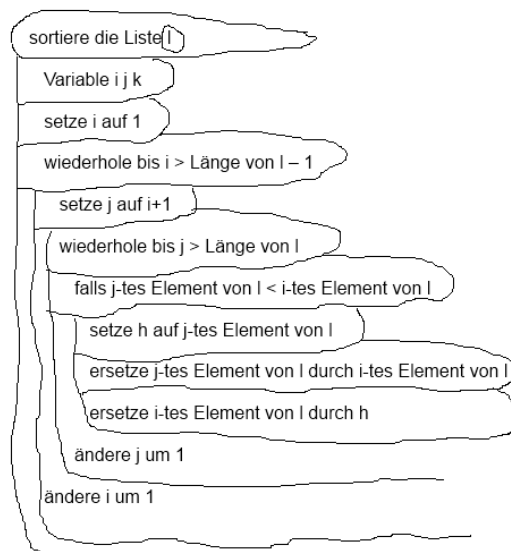 sortiere die Liste l
Variable i j k
setze i auf 1
wiederhole bis i > Länge von l – 1
setze j auf i+1
wiederhole bis j > Länge von l
falls j-tes Element von l < i-tes Element von l
setze h auf j-tes Element von l
ersetze j-tes Element von l durch i-tes Element von l
ersetze i-tes Element von l durch h
ändere j um 1
ändere i um 1